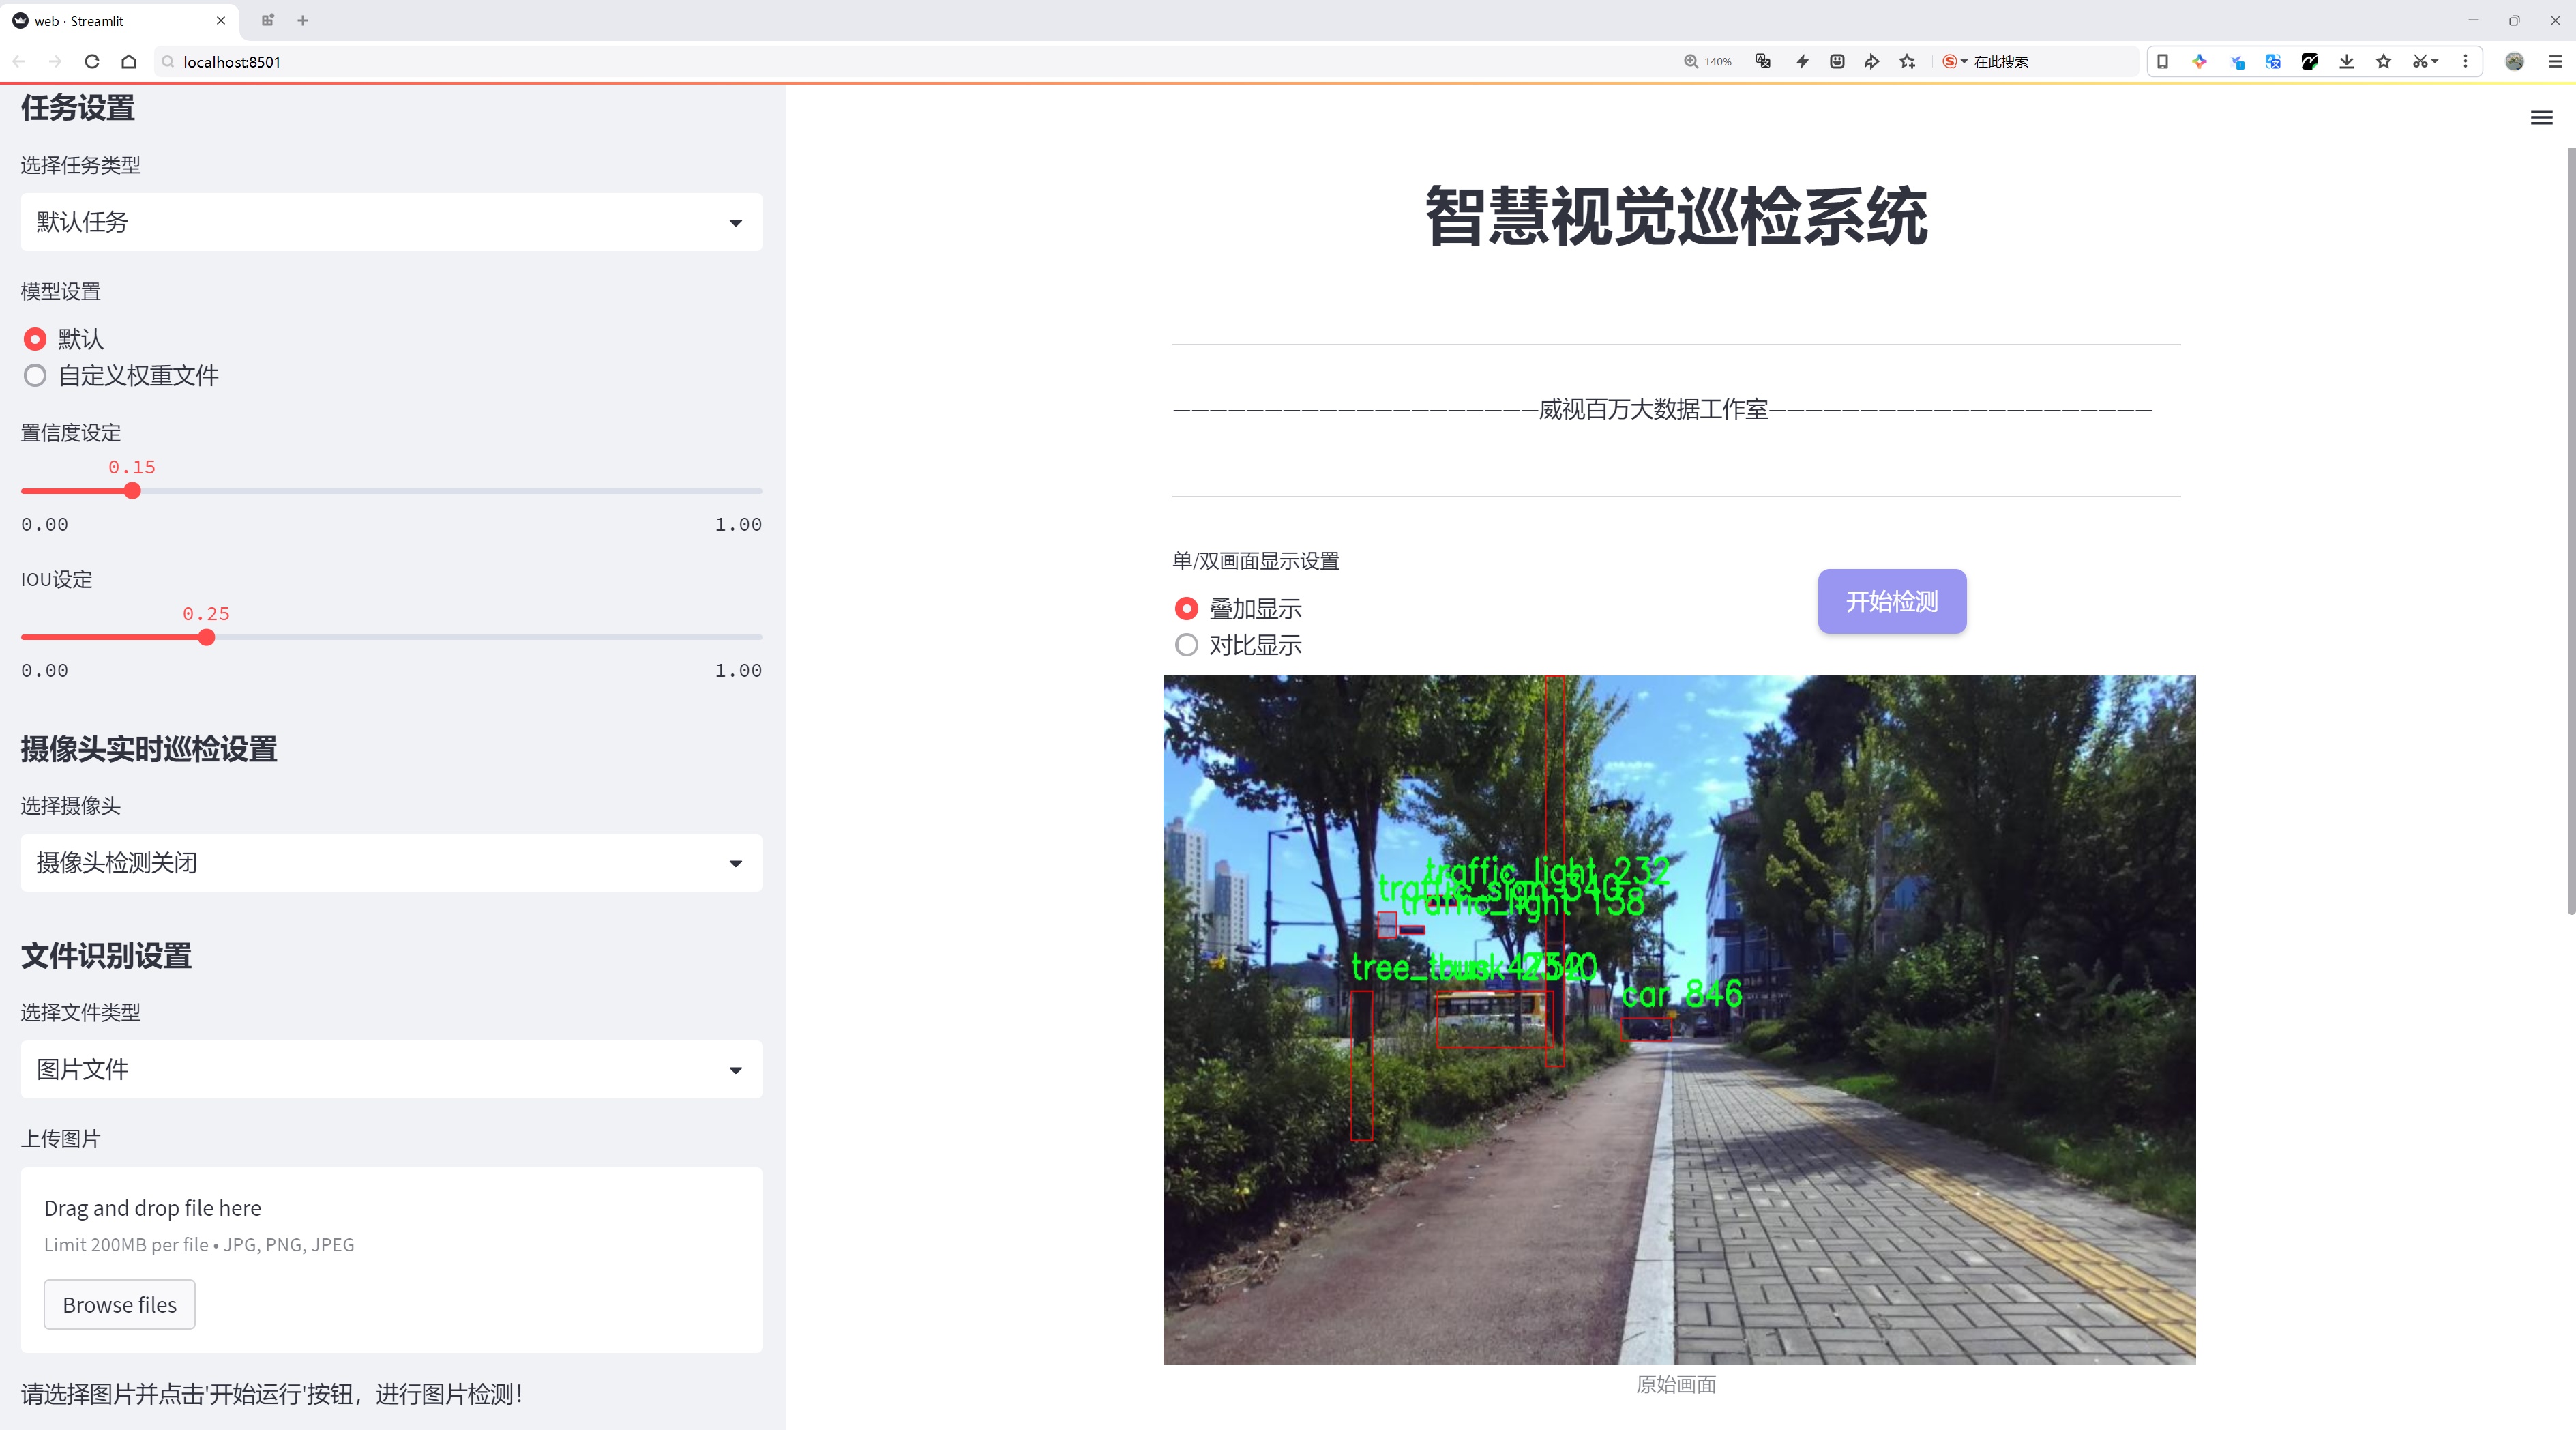 web · Streamlit
localhost:8501
140%
在此搜索
任务设置
选择任务类型
默认任务
模型设置
默认
自定义权重文件
置信度设定
0.15
0.00
1.00
IOU设定
0.25
0.00
1.00
摄像头实时巡检设置
选择摄像头
摄像头检测关闭
文件识别设置
选择文件类型
图片文件
上传图片
Drag and drop file here
Limit 200MB per file • JPG, PNG, JPEG
Browse files
请选择图片并点击'开始运行'按钮，进行图片检测！
智慧视觉巡检系统
————————————————————威视百万大数据工作室—————————————————————
单/双画面显示设置
叠加显示
对比显示
开始检测
traffic_light 232
traffic_sign 340
traffic_light 138
car 846
原始画面